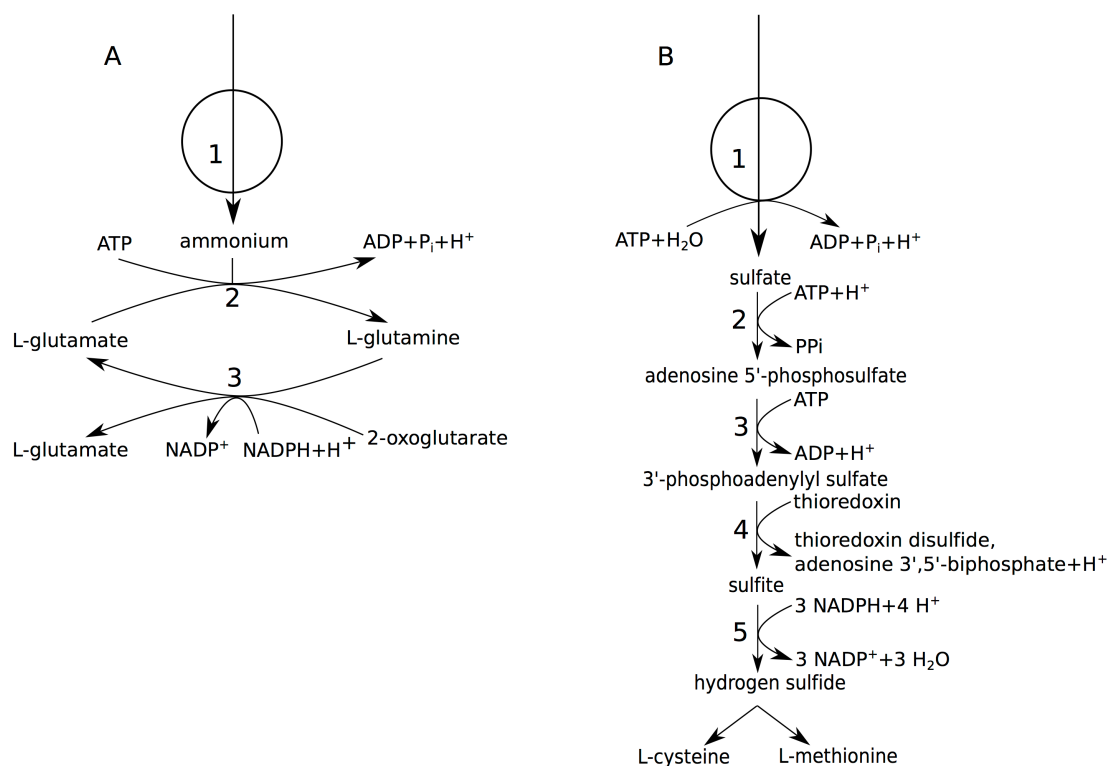 A
1
ammonium
ATP
ADP+Pi+H+
2
L-glutamate
L-glutamine
3
L-glutamate
NADP+
NADPH+H+
2-oxoglutarate
B
1
ATP+H2O
ADP+Pi+H+
sulfate
ATP+H+
2
PPi
adenosine 5'-phosphosulfate
ATP
3
ADP+H+
3'-phosphoadenylyl sulfate
thioredoxin
4
thioredoxin disulfide,
adenosine 3',5'-biphosphate+H+
sulfite
3 NADPH+4 H+
5
3 NADP++3 H2O
hydrogen sulfide
L-cysteine
L-methionine